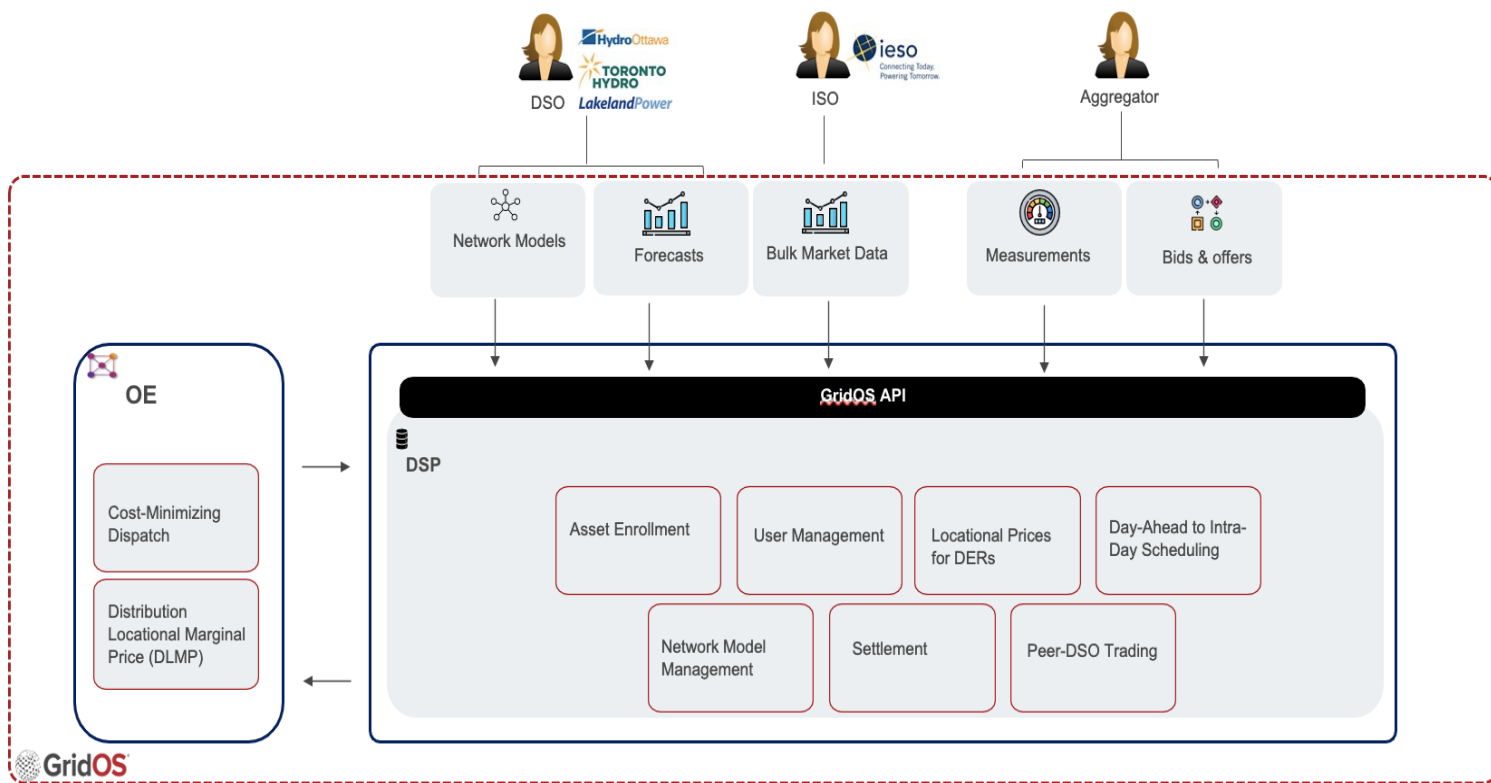 HydroOttawa
TORONTO
HYDRO
LakelandPower
DSO
ieso
Connecting Today.
Powering Tomorrow.
ISO
Aggregator
Network Models
Forecasts
Bulk Market Data
Measurements
Bids & offers
OE
Cost-Minimizing
Dispatch
Distribution
Locational Marginal
Price (DLMP)
GridOS API
DSP
Asset Enrollment
User Management
Locational Prices
for DERs
Day-Ahead to Intra-
Day Scheduling
Network Model
Management
Settlement
Peer-DSO Trading
GridOS